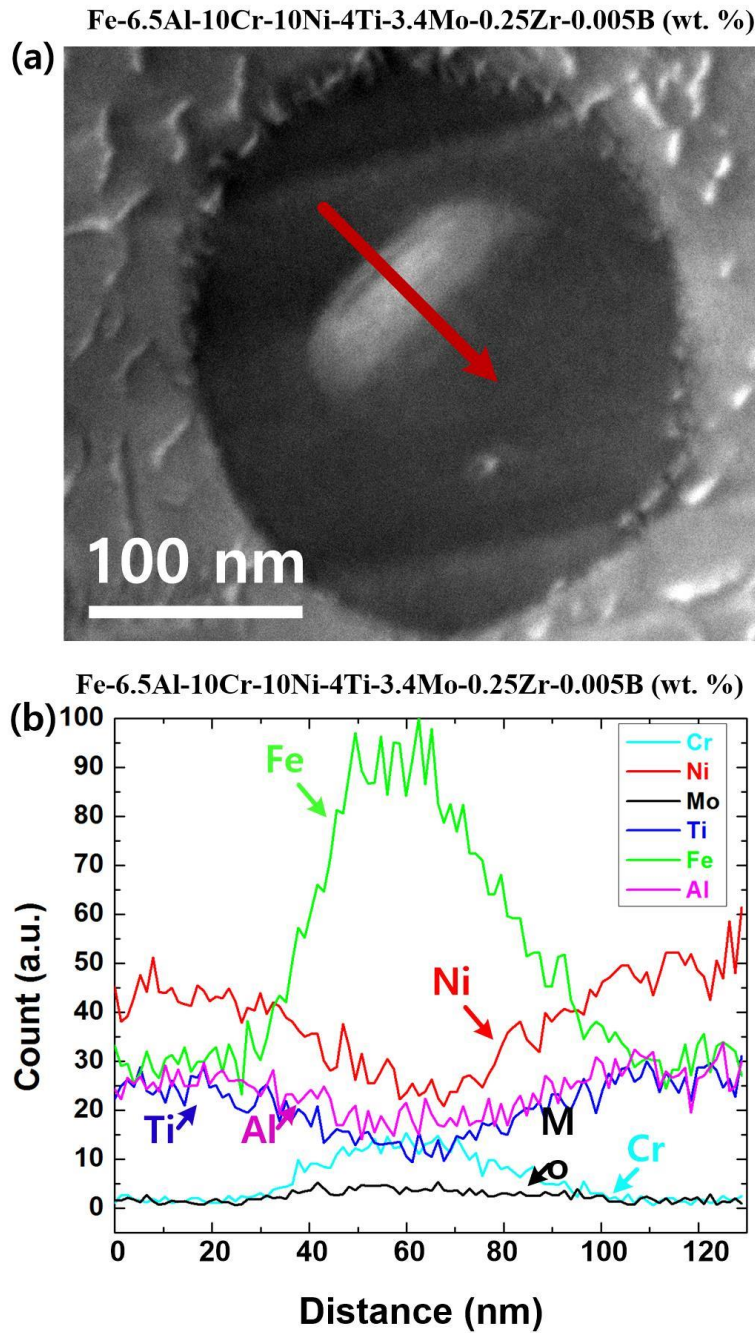 Fe-6.5Al-10Cr-10Ni-4Ti-3.4Mo-0.25Zr-0.005B (wt. %)
(a)
100 nm
Fe-6.5Al-10Cr-10Ni-4Ti-3.4Mo-0.25Zr-0.005B (wt. %)
(b)
100
90
80
70
60
50
40
30
20
10
0
Count (a.u.)
Fe
Ni
Ti
Al
M
o
Cr
Cr
Ni
Mo
Ti
Fe
Al
0 20 40 60 80 100 120
Distance (nm)